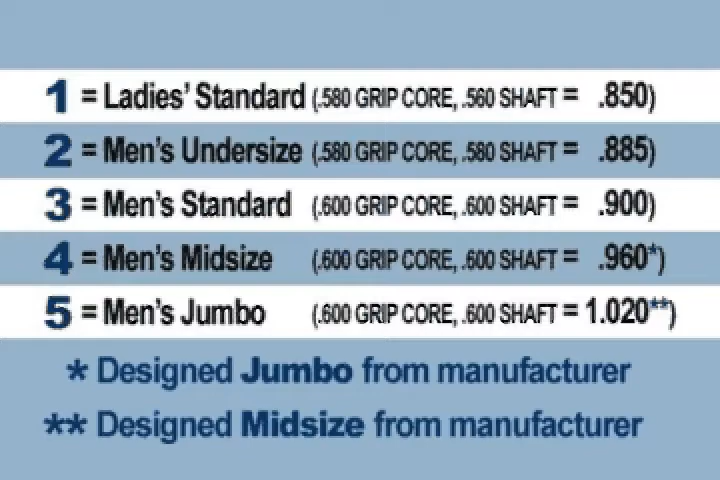 1 = Ladies' Standard (.580 GRIP CORE, .560 SHAFT = .850)
2 = Men's Undersize (.580 GRIP CORE, .580 SHAFT = .885)
3 = Men's Standard (.600 GRIP CORE, .600 SHAFT = .900)
4 = Men's Midsize (.600 GRIP CORE, .600 SHAFT = .960*)
5 = Men's Jumbo (.600 GRIP CORE, .600 SHAFT = 1.020**)
* Designed Jumbo from manufacturer
** Designed Midsize from manufacturer